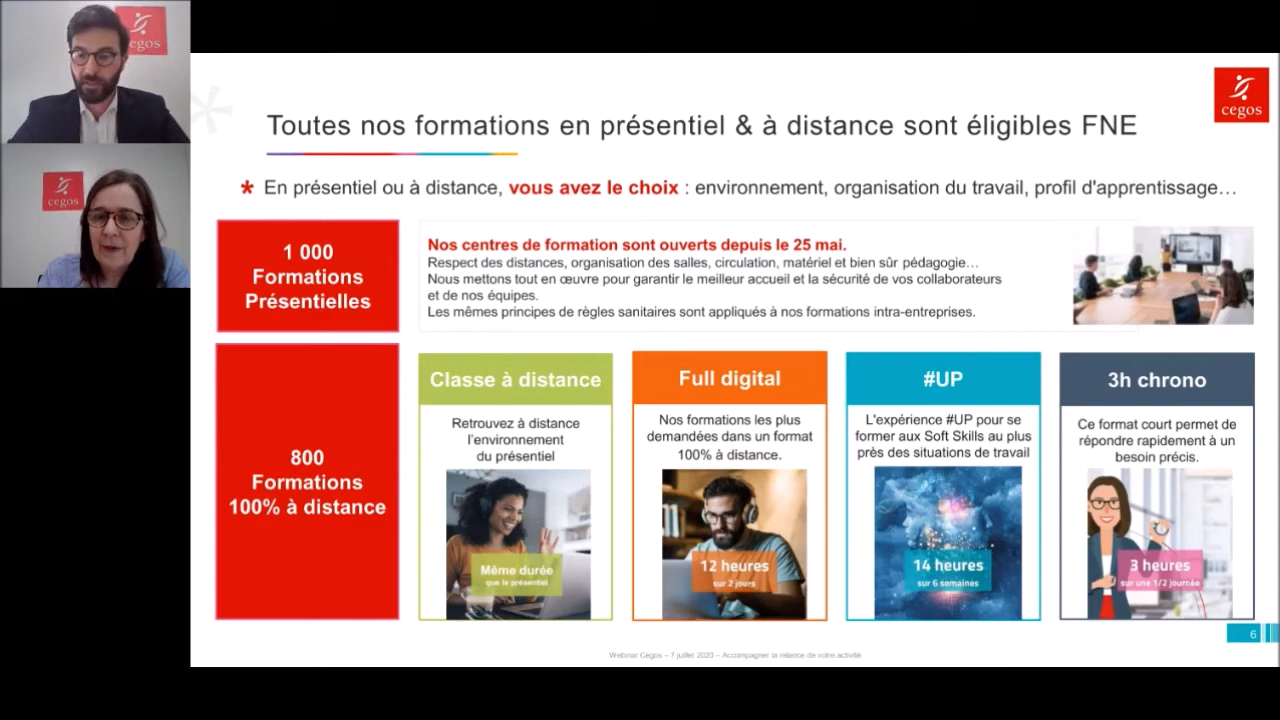 cegos
cegos
cegos
Toutes nos formations en présentiel & à distance sont éligibles FNE
* En présentiel ou à distance, vous avez le choix : environnement, organisation du travail, profil d'apprentissage…
1 000
Formations
Présentielles
Nos centres de formation sont ouverts depuis le 25 mai.
Respect des distances, organisation des salles, circulation, matériel et bien sûr pédagogie…
Nous mettons tout en œuvre pour garantir le meilleur accueil et la sécurité de vos collaborateurs
et de nos équipes.
Les mêmes principes de règles sanitaires sont appliqués à nos formations intra-entreprises.
800
Formations
100% à distance
Classe à distance
Retrouvez à distance
l'environnement
du présentiel
Même durée
que le présentiel
Full digital
Nos formations les plus
demandées dans un format
100% à distance.
12 heures
sur 2 jours
#UP
L'expérience #UP pour se
former aux Soft Skills au plus
près des situations de travail
14 heures
sur 6 semaines
3h chrono
Ce format court permet de
répondre rapidement à un
besoin précis.
3 heures
sur une 1/2 journée
6
Webinar Cegos – 7 juillet 2020 – Accompagner la relance de votre activité